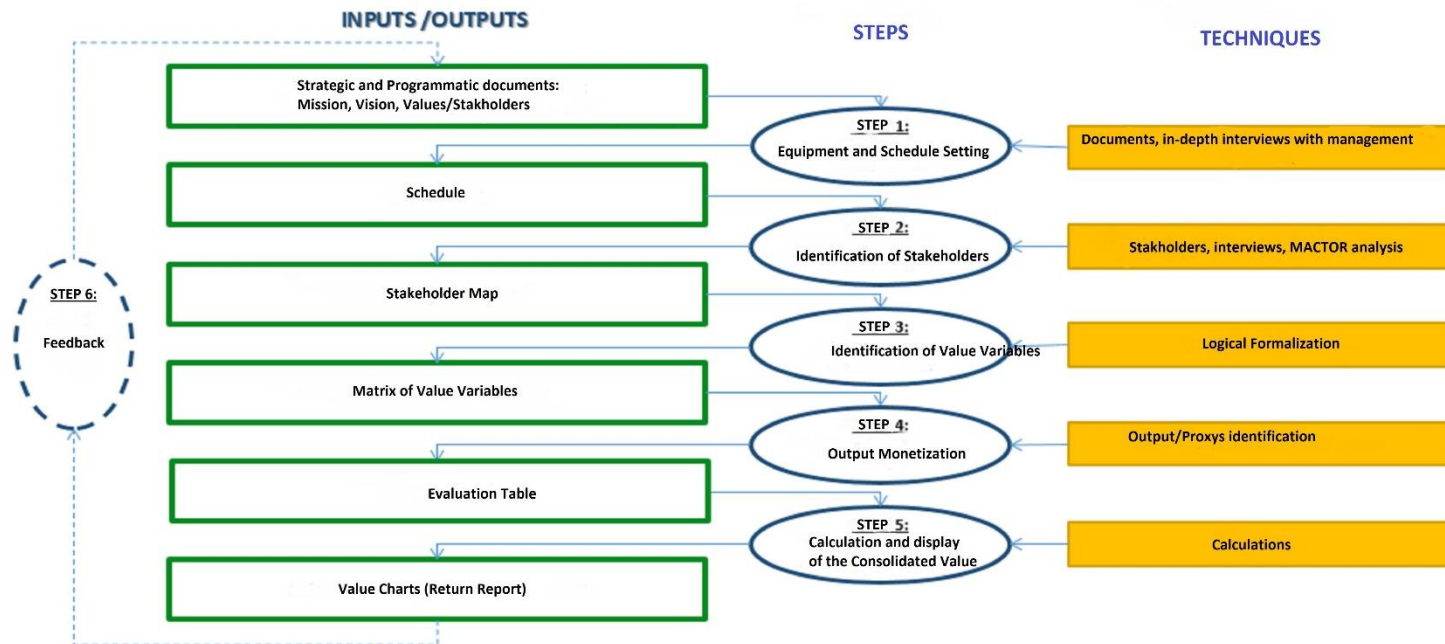 INPUTS /OUTPUTS
STEPS
TECHNIQUES
Strategic and Programmatic documents:
Mission, Vision, Values/Stakholders
STEP 1:
Equipment and Schedule Setting
Documents, in-depth interviews with management
Schedule
STEP 2:
Identification of Stakeholders
Stakholders, interviews, MACTOR analysis
Stakeholder Map
STEP 3:
Identification of Value Variables
Logical Formalization
STEP 6:
Feedback
Matrix of Value Variables
STEP 4:
Output Monetization
Output/Proxys identification
Evaluation Table
STEP 5:
Calculation and display
of the Consolidated Value
Calculations
Value Charts (Return Report)